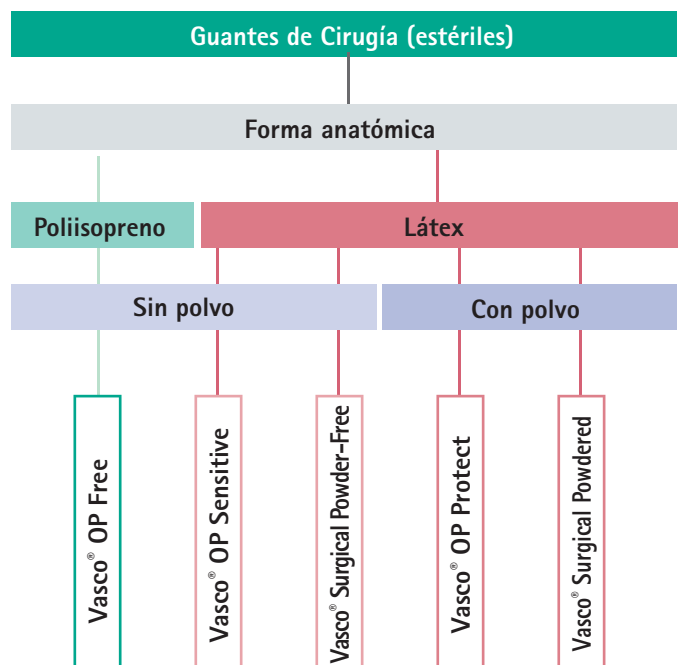 Guantes de Cirugía (estériles)
Forma anatómica
Poliisopreno
Látex
Sin polvo
Con polvo
Vasco® OP Free
Vasco® OP Sensitive
Vasco® Surgical Powder-Free
Vasco® OP Protect
Vasco® Surgical Powdered